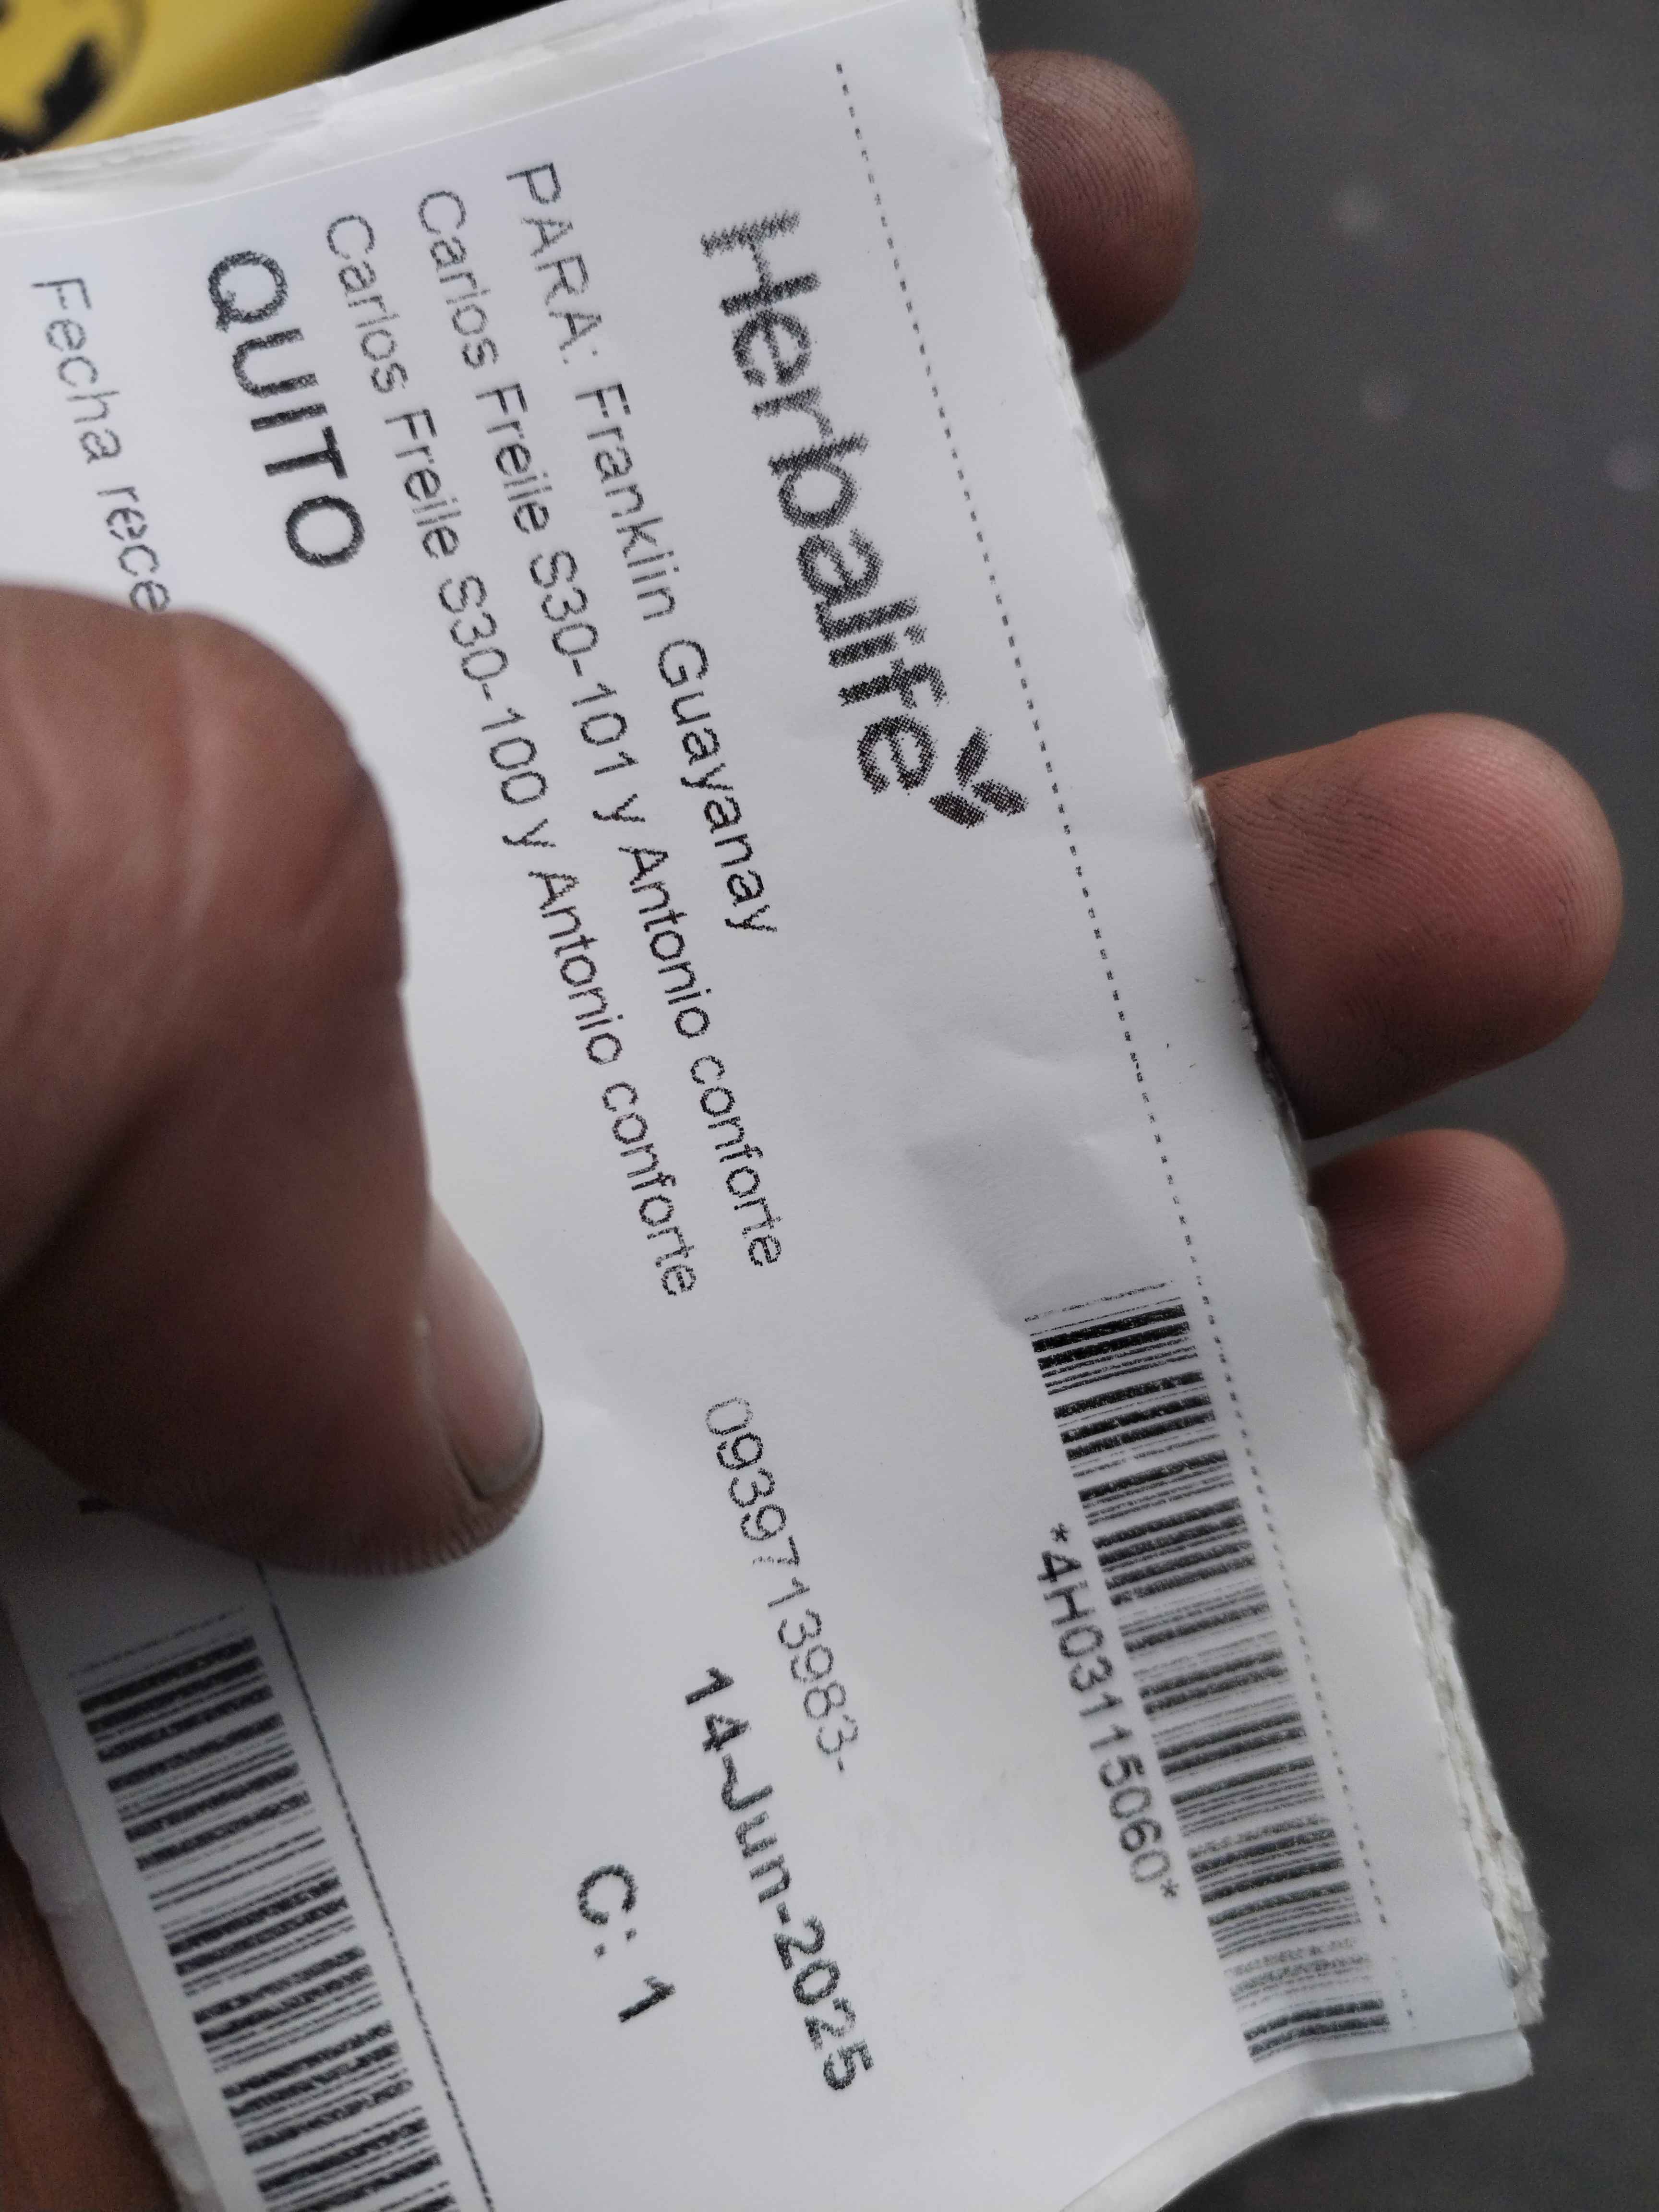 Herbalife
*4H03115060*
PARA: Franklin Guayanay
Carlos Freile S30-101 y Antonio conforte
0939713983-
Carlos Freile S30-100 y Antonio conforte
14-Jun-2025
QUITO
C: 1
Fecha